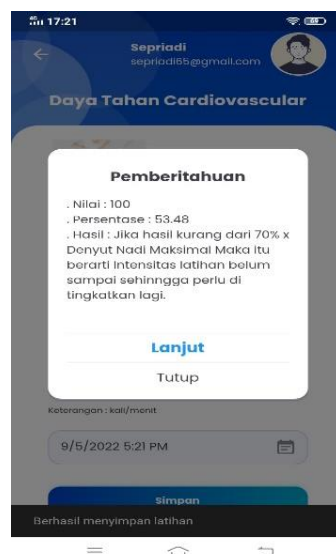 17:21
69
Sepriadi
sepriadi65@gmail.com
Daya Tahan Cardiovascular
Pemberitahuan
. Nilai : 100
. Persentase : 53.48
. Hasil : Jika hasil kurang dari 70% x
Denyut Nadi Maksimal Maka itu
berarti Intensitas latihan belum
sampai sehinngga perlu di
tingkatkan lagi.
Lanjut
Tutup
Keterangan : kali/menit
9/5/2022 5:21 PM
Simpan
Berhasil menyimpan latihan